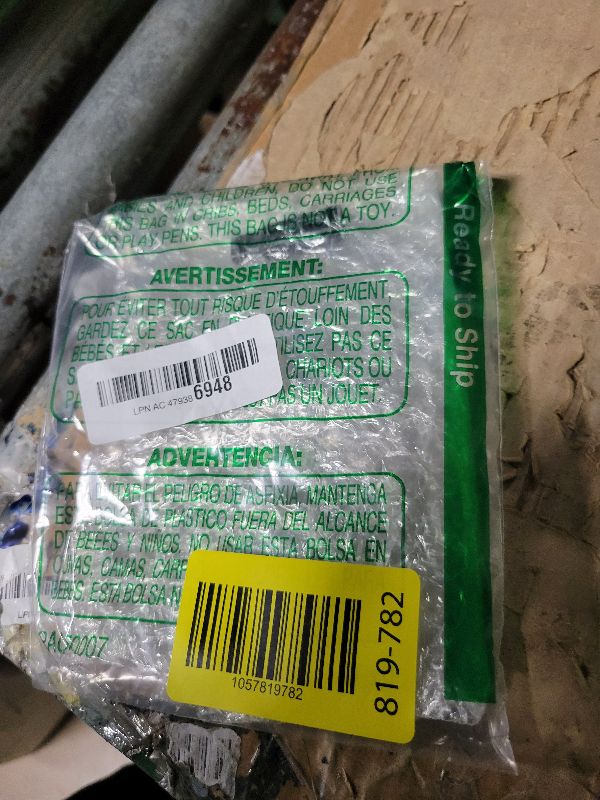 AND CHILDREN, DO NOT USE
BAG IN CRIBS, BEDS, CARRIAGES
OR PLAY PENS. THIS BAG IS NOT A TOY.
AVERTISSEMENT:
POUR ÉVITER TOUT RISQUE D'ÉTOUFFEMENT,
GARDEZ CE SAC EN LOIN DES
BÉBÉS ET PAS CE
CHARIOTS OU
PAS UN JOUET.
LPN AC 47938 6948
ADVERTENCIA:
EL PELIGRO DE ASFIXIA, MANTENGA
DE PLASTICO FUERA DEL ALCANCE
DE BEBES Y NIÑOS, NO USAR ESTA BOLSA EN
CAMAS,
ESTA BOLSA
1057819782
819-782
Ready to Ship